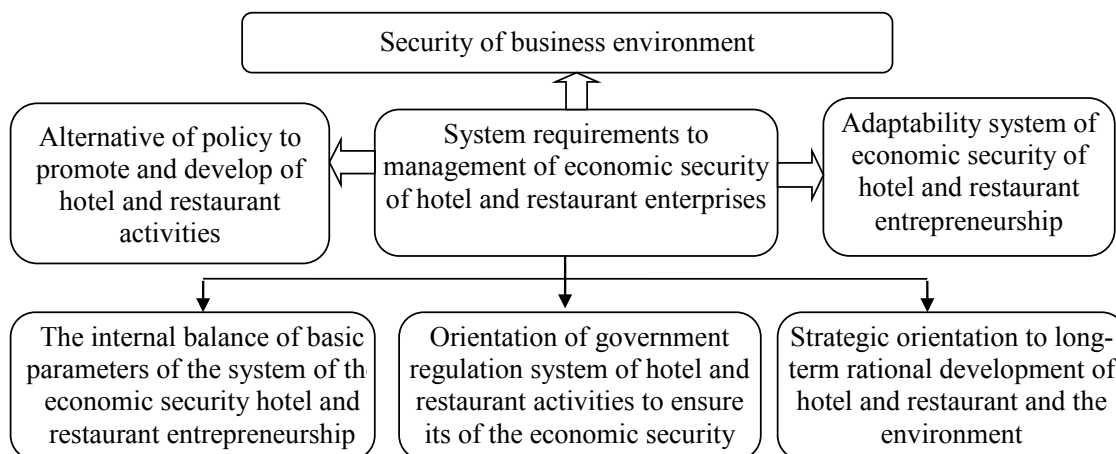 Security of business environment
Alternative of policy to
promote and develop of
hotel and restaurant
activities
System requirements to
management of economic security
of hotel and restaurant enterprises
Adaptability system of
economic security of
hotel and restaurant
entrepreneurship
The internal balance of basic
parameters of the system of the
economic security hotel and
restaurant entrepreneurship
Orientation of government
regulation system of hotel and
restaurant activities to ensure
its of the economic security
Strategic orientation to long-
term rational development of
hotel and restaurant and the
environment